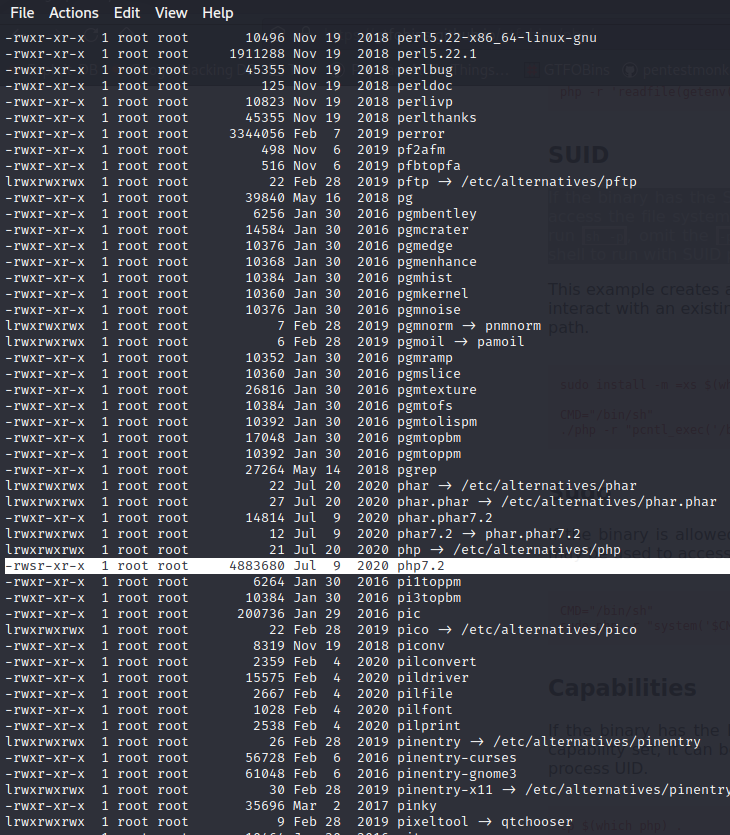 File Actions Edit View Help
-rwxr-xr-x 1 root root 10496 Nov 19 2018 perl5.22-x86_64-linux-gnu
-rwxr-xr-x 1 root root 1911288 Nov 19 2018 perl5.22.1
-rwxr-xr-x 1 root root 45355 Nov 19 2018 perlbug
-rwxr-xr-x 1 root root 125 Nov 19 2018 perldoc
-rwxr-xr-x 1 root root 10823 Nov 19 2018 perlivp
-rwxr-xr-x 1 root root 45355 Nov 19 2018 perlthanks
-rwxr-xr-x 1 root root 3344056 Feb 7 2019 perror
-rwxr-xr-x 1 root root 498 Nov 6 2019 pf2afm
-rwxr-xr-x 1 root root 516 Nov 6 2019 pfbtopfa
lrwxrwxrwx 1 root root 22 Feb 28 2019 pftp → /etc/alternatives/pftp
-rwxr-xr-x 1 root root 39840 May 16 2018 pg
-rwxr-xr-x 1 root root 6256 Jan 30 2016 pgmbentley
-rwxr-xr-x 1 root root 14584 Jan 30 2016 pgmcrater
-rwxr-xr-x 1 root root 10376 Jan 30 2016 pgmedge
-rwxr-xr-x 1 root root 10368 Jan 30 2016 pgmenhance
-rwxr-xr-x 1 root root 10384 Jan 30 2016 pgmhist
-rwxr-xr-x 1 root root 10360 Jan 30 2016 pgmkernel
-rwxr-xr-x 1 root root 10376 Jan 30 2016 pgmnoise
lrwxrwxrwx 1 root root 7 Feb 28 2019 pgmnorm → pnmnorm
lrwxrwxrwx 1 root root 6 Feb 28 2019 pgmoil → pamoil
-rwxr-xr-x 1 root root 10352 Jan 30 2016 pgmramp
-rwxr-xr-x 1 root root 10360 Jan 30 2016 pgmslice
-rwxr-xr-x 1 root root 26816 Jan 30 2016 pgmtexture
-rwxr-xr-x 1 root root 10384 Jan 30 2016 pgmtofs
-rwxr-xr-x 1 root root 10392 Jan 30 2016 pgmtolispm
-rwxr-xr-x 1 root root 17048 Jan 30 2016 pgmtopbm
-rwxr-xr-x 1 root root 10392 Jan 30 2016 pgmtoppm
-rwxr-xr-x 1 root root 27264 May 14 2018 pgrep
lrwxrwxrwx 1 root root 22 Jul 20 2020 phar → /etc/alternatives/phar
lrwxrwxrwx 1 root root 27 Jul 20 2020 phar.phar → /etc/alternatives/phar.phar
-rwxr-xr-x 1 root root 14814 Jul 9 2020 phar.phar7.2
lrwxrwxrwx 1 root root 12 Jul 9 2020 phar7.2 → phar.phar7.2
lrwxrwxrwx 1 root root 21 Jul 20 2020 php → /etc/alternatives/php
-rwsr-xr-x 1 root root 4883680 Jul 9 2020 php7.2
-rwxr-xr-x 1 root root 6264 Jan 30 2016 pi1toppm
-rwxr-xr-x 1 root root 10384 Jan 30 2016 pi3topbm
-rwxr-xr-x 1 root root 200736 Jan 29 2016 pic
lrwxrwxrwx 1 root root 22 Feb 28 2019 pico → /etc/alternatives/pico
-rwxr-xr-x 1 root root 8319 Nov 19 2018 piconv
-rwxr-xr-x 1 root root 2359 Feb 4 2020 pilconvert
-rwxr-xr-x 1 root root 15575 Feb 4 2020 pildriver
-rwxr-xr-x 1 root root 2667 Feb 4 2020 pilfile
-rwxr-xr-x 1 root root 1028 Feb 4 2020 pilfont
-rwxr-xr-x 1 root root 2538 Feb 4 2020 pilprint
lrwxrwxrwx 1 root root 26 Feb 28 2019 pinentry → /etc/alternatives/pinentry
-rwxr-xr-x 1 root root 56728 Feb 6 2016 pinentry-curses
-rwxr-xr-x 1 root root 61048 Feb 6 2016 pinentry-gnome3
lrwxrwxrwx 1 root root 30 Feb 28 2019 pinentry-x11 → /etc/alternatives/pinentry
-rwxr-xr-x 1 root root 35696 Mar 2 2017 pinky
lrwxrwxrwx 1 root root 9 Feb 28 2019 pixeltool → qtchooser
GTFOBins
SUID
This example creates a
interact with an existin
path.
Capabilities
process UID.